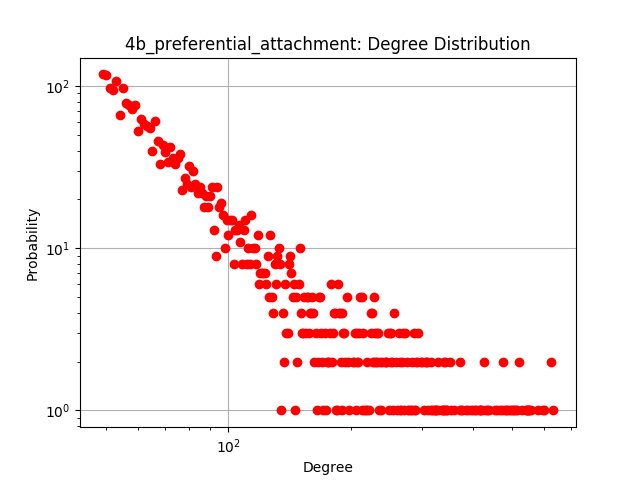 4b_preferential_attachment: Degree Distribution
Probability
10²
10¹
10⁰
10²
Degree